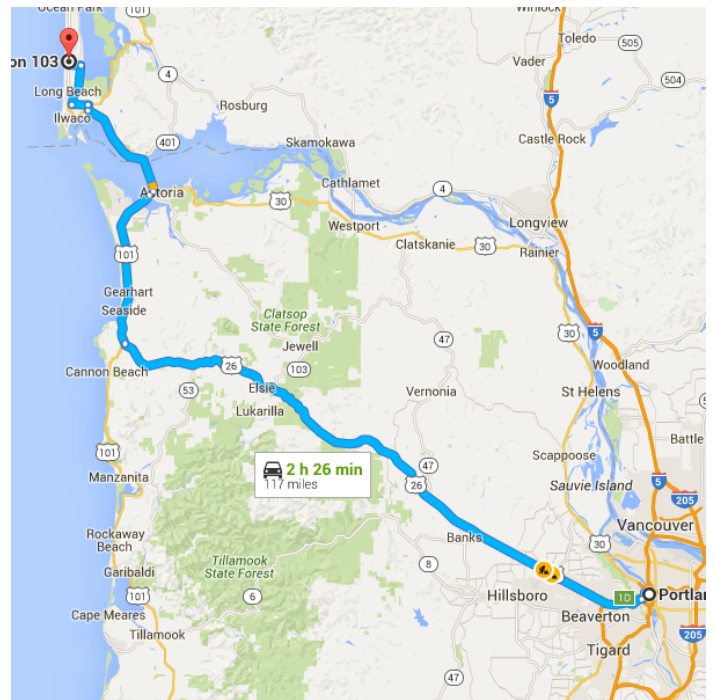 Ocean Park
Winlock
Toledo
505
Vader
on 103
4
5
504
Long Beach
Rosburg
Ilwaco
Castle Rock
401
Skamokawa
Cathlamet
4
Astoria
30
Longview
Westport
Rainier
Clatskanie
30
101
Gearhart
Seaside
Clatsop
State Forest
30
5
47
Jewell
Woodland
26
103
Cannon Beach
Elsie
53
Vernonia
St Helens
Lukarilla
Battle
101
Scappoose
2 h 26 min
117 miles
47
Manzanita
26
Sauvie Island
5
205
Vancouver
Rockaway
Beach
Banks
30
Tillamook
State Forest
8
Garibaldi
101
6
Hillsboro
1D
Portlan
Cape Meares
Beaverton
Tillamook
5
205
Tigard
47